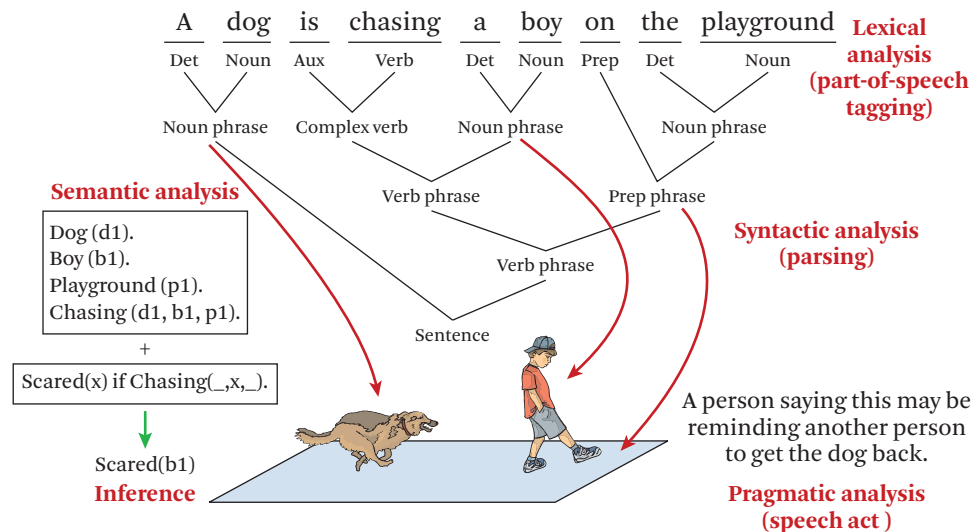 A dog is chasing a boy on the playground
Det Noun Aux Verb Det Noun Prep Det Noun
Lexical
analysis
(part-of-speech
tagging)
Noun phrase Complex verb Noun phrase Noun phrase
Verb phrase Prep phrase
Semantic analysis
Dog (d1).
Boy (b1).
Playground (p1).
Chasing (d1, b1, p1).
+
Scared(x) if Chasing(_,x,_).
Scared(b1)
Inference
Syntactic analysis
(parsing)
Verb phrase
Sentence
A person saying this may be
reminding another person
to get the dog back.
Pragmatic analysis
(speech act )